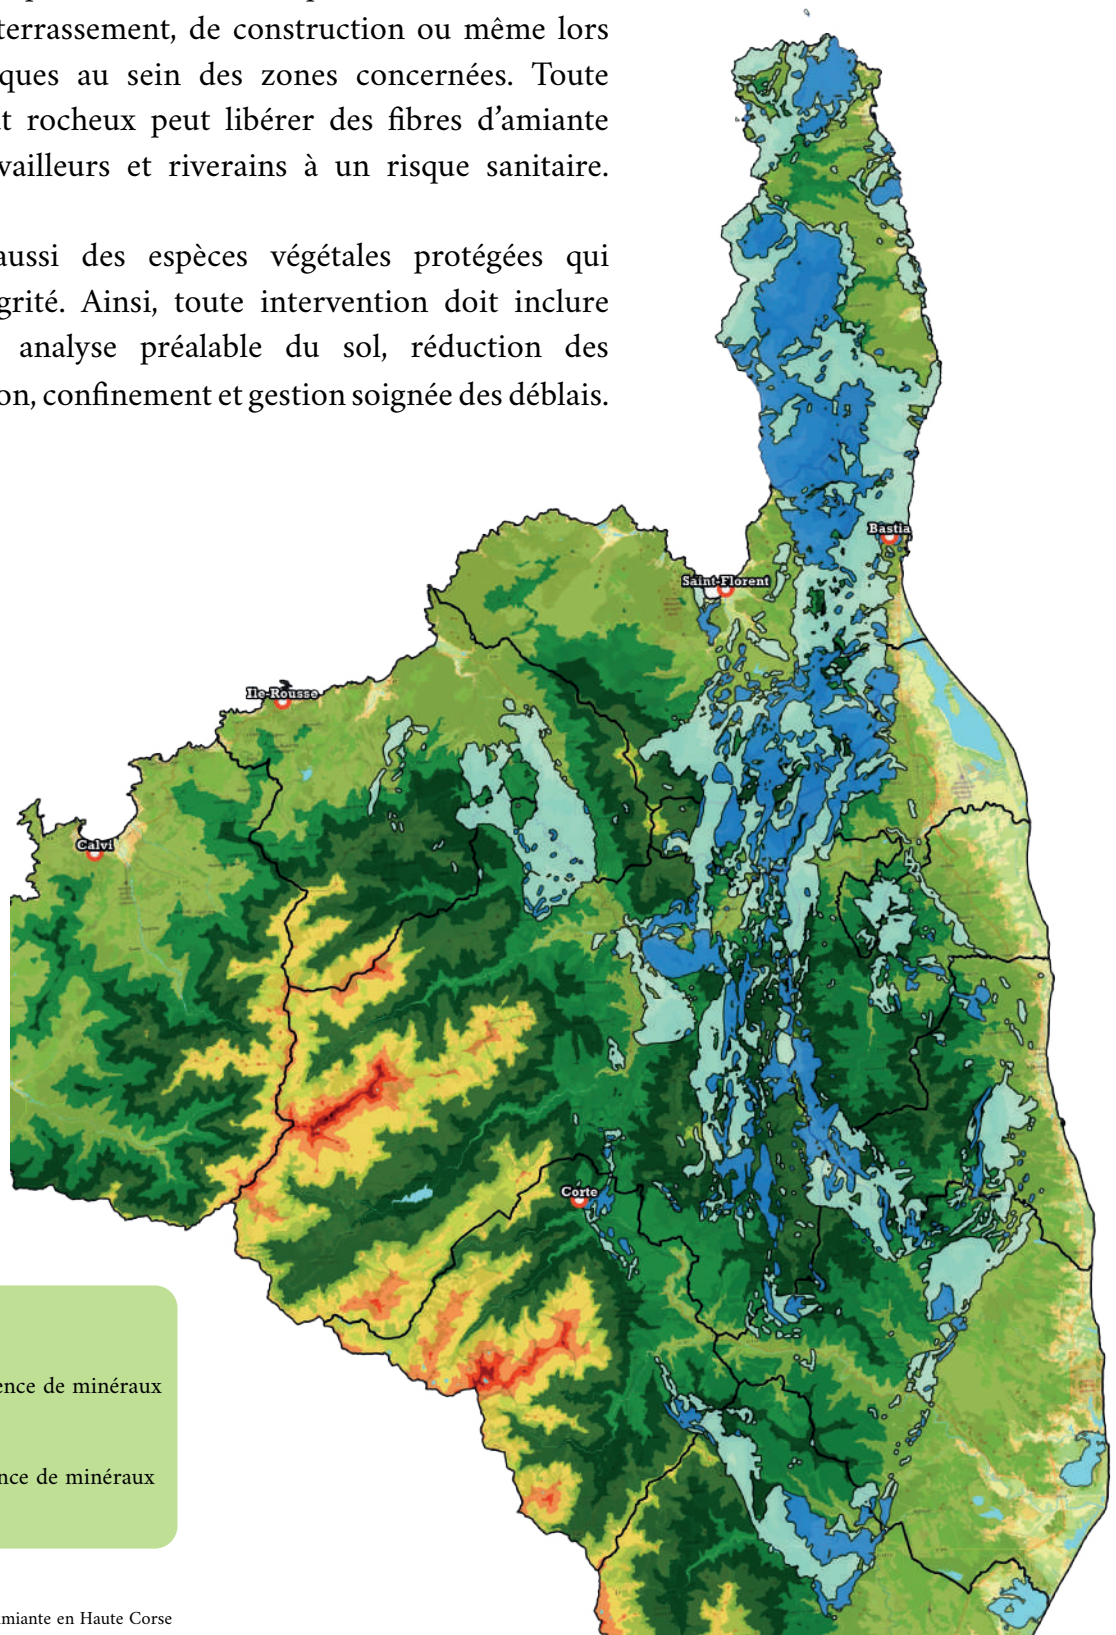 terrassement, de construction ou même lors
ques au sein des zones concernées. Toute
t rocheux peut libérer des fibres d’amiante
vailleurs et riverains à un risque sanitaire.
aussi des espèces végétales protégées qui
grité. Ainsi, toute intervention doit inclure
analyse préalable du sol, réduction des
on, confinement et gestion soignée des déblais.
Bastia
Saint-Florent
Ile-Rousse
Calvi
Corte
ence de minéraux
nce de minéraux
miante en Haute Corse